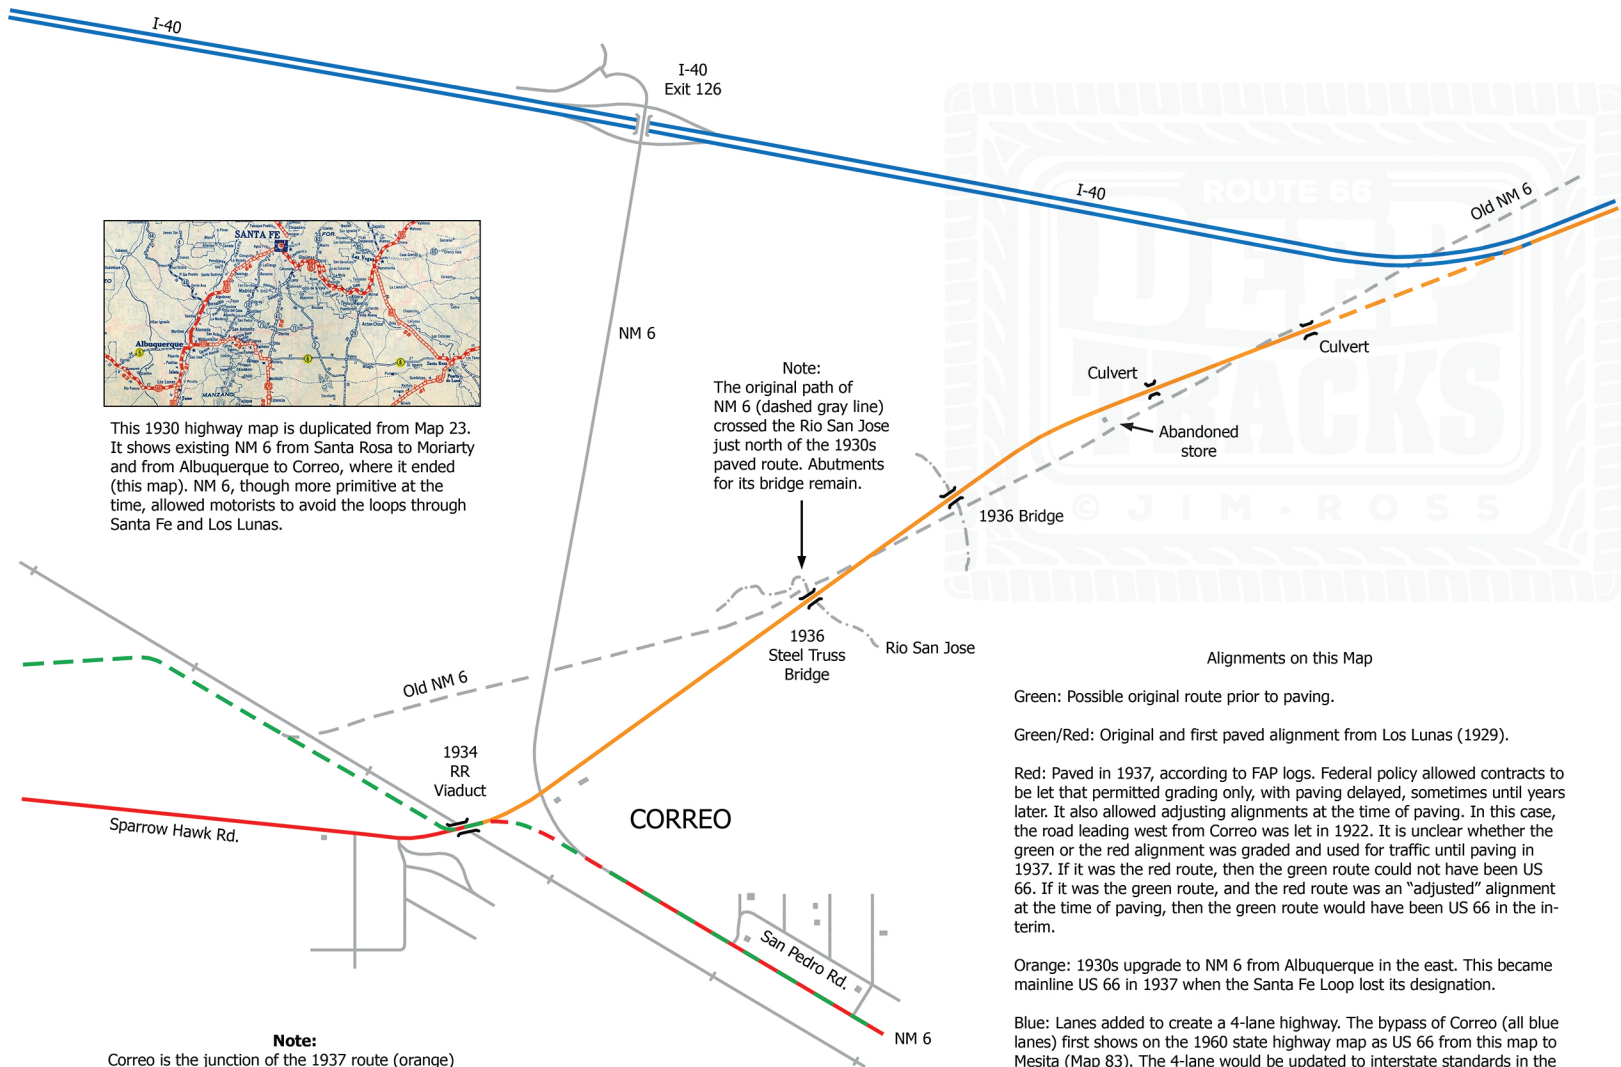 I-40
I-40
Exit 126
I-40
Old NM 6
ROUTE 66
DEEP
TRACKS
© JIM · ROSS
SANTA FE
Albuquerque
MANZANO
NM 6
Culvert
Culvert
Abandoned
store
Note:
The original path of
NM 6 (dashed gray line)
crossed the Rio San Jose
just north of the 1930s
paved route. Abutments
for its bridge remain.
This 1930 highway map is duplicated from Map 23.
It shows existing NM 6 from Santa Rosa to Moriarty
and from Albuquerque to Correo, where it ended
(this map). NM 6, though more primitive at the
time, allowed motorists to avoid the loops through
Santa Fe and Los Lunas.
1936 Bridge
1936
Steel Truss
Bridge
Rio San Jose
Old NM 6
1934
RR
Viaduct
CORREO
Sparrow Hawk Rd.
San Pedro Rd.
NM 6
Note:
Correo is the junction of the 1937 route (orange)
Alignments on this Map
Green: Possible original route prior to paving.
Green/Red: Original and first paved alignment from Los Lunas (1929).
Red: Paved in 1937, according to FAP logs. Federal policy allowed contracts to
be let that permitted grading only, with paving delayed, sometimes until years
later. It also allowed adjusting alignments at the time of paving. In this case,
the road leading west from Correo was let in 1922. It is unclear whether the
green or the red alignment was graded and used for traffic until paving in
1937. If it was the red route, then the green route could not have been US
66. If it was the green route, and the red route was an “adjusted” alignment
at the time of paving, then the green route would have been US 66 in the in-
terim.
Orange: 1930s upgrade to NM 6 from Albuquerque in the east. This became
mainline US 66 in 1937 when the Santa Fe Loop lost its designation.
Blue: Lanes added to create a 4-lane highway. The bypass of Correo (all blue
lanes) first shows on the 1960 state highway map as US 66 from this map to
Mesita (Map 83). The 4-lane would be updated to interstate standards in the